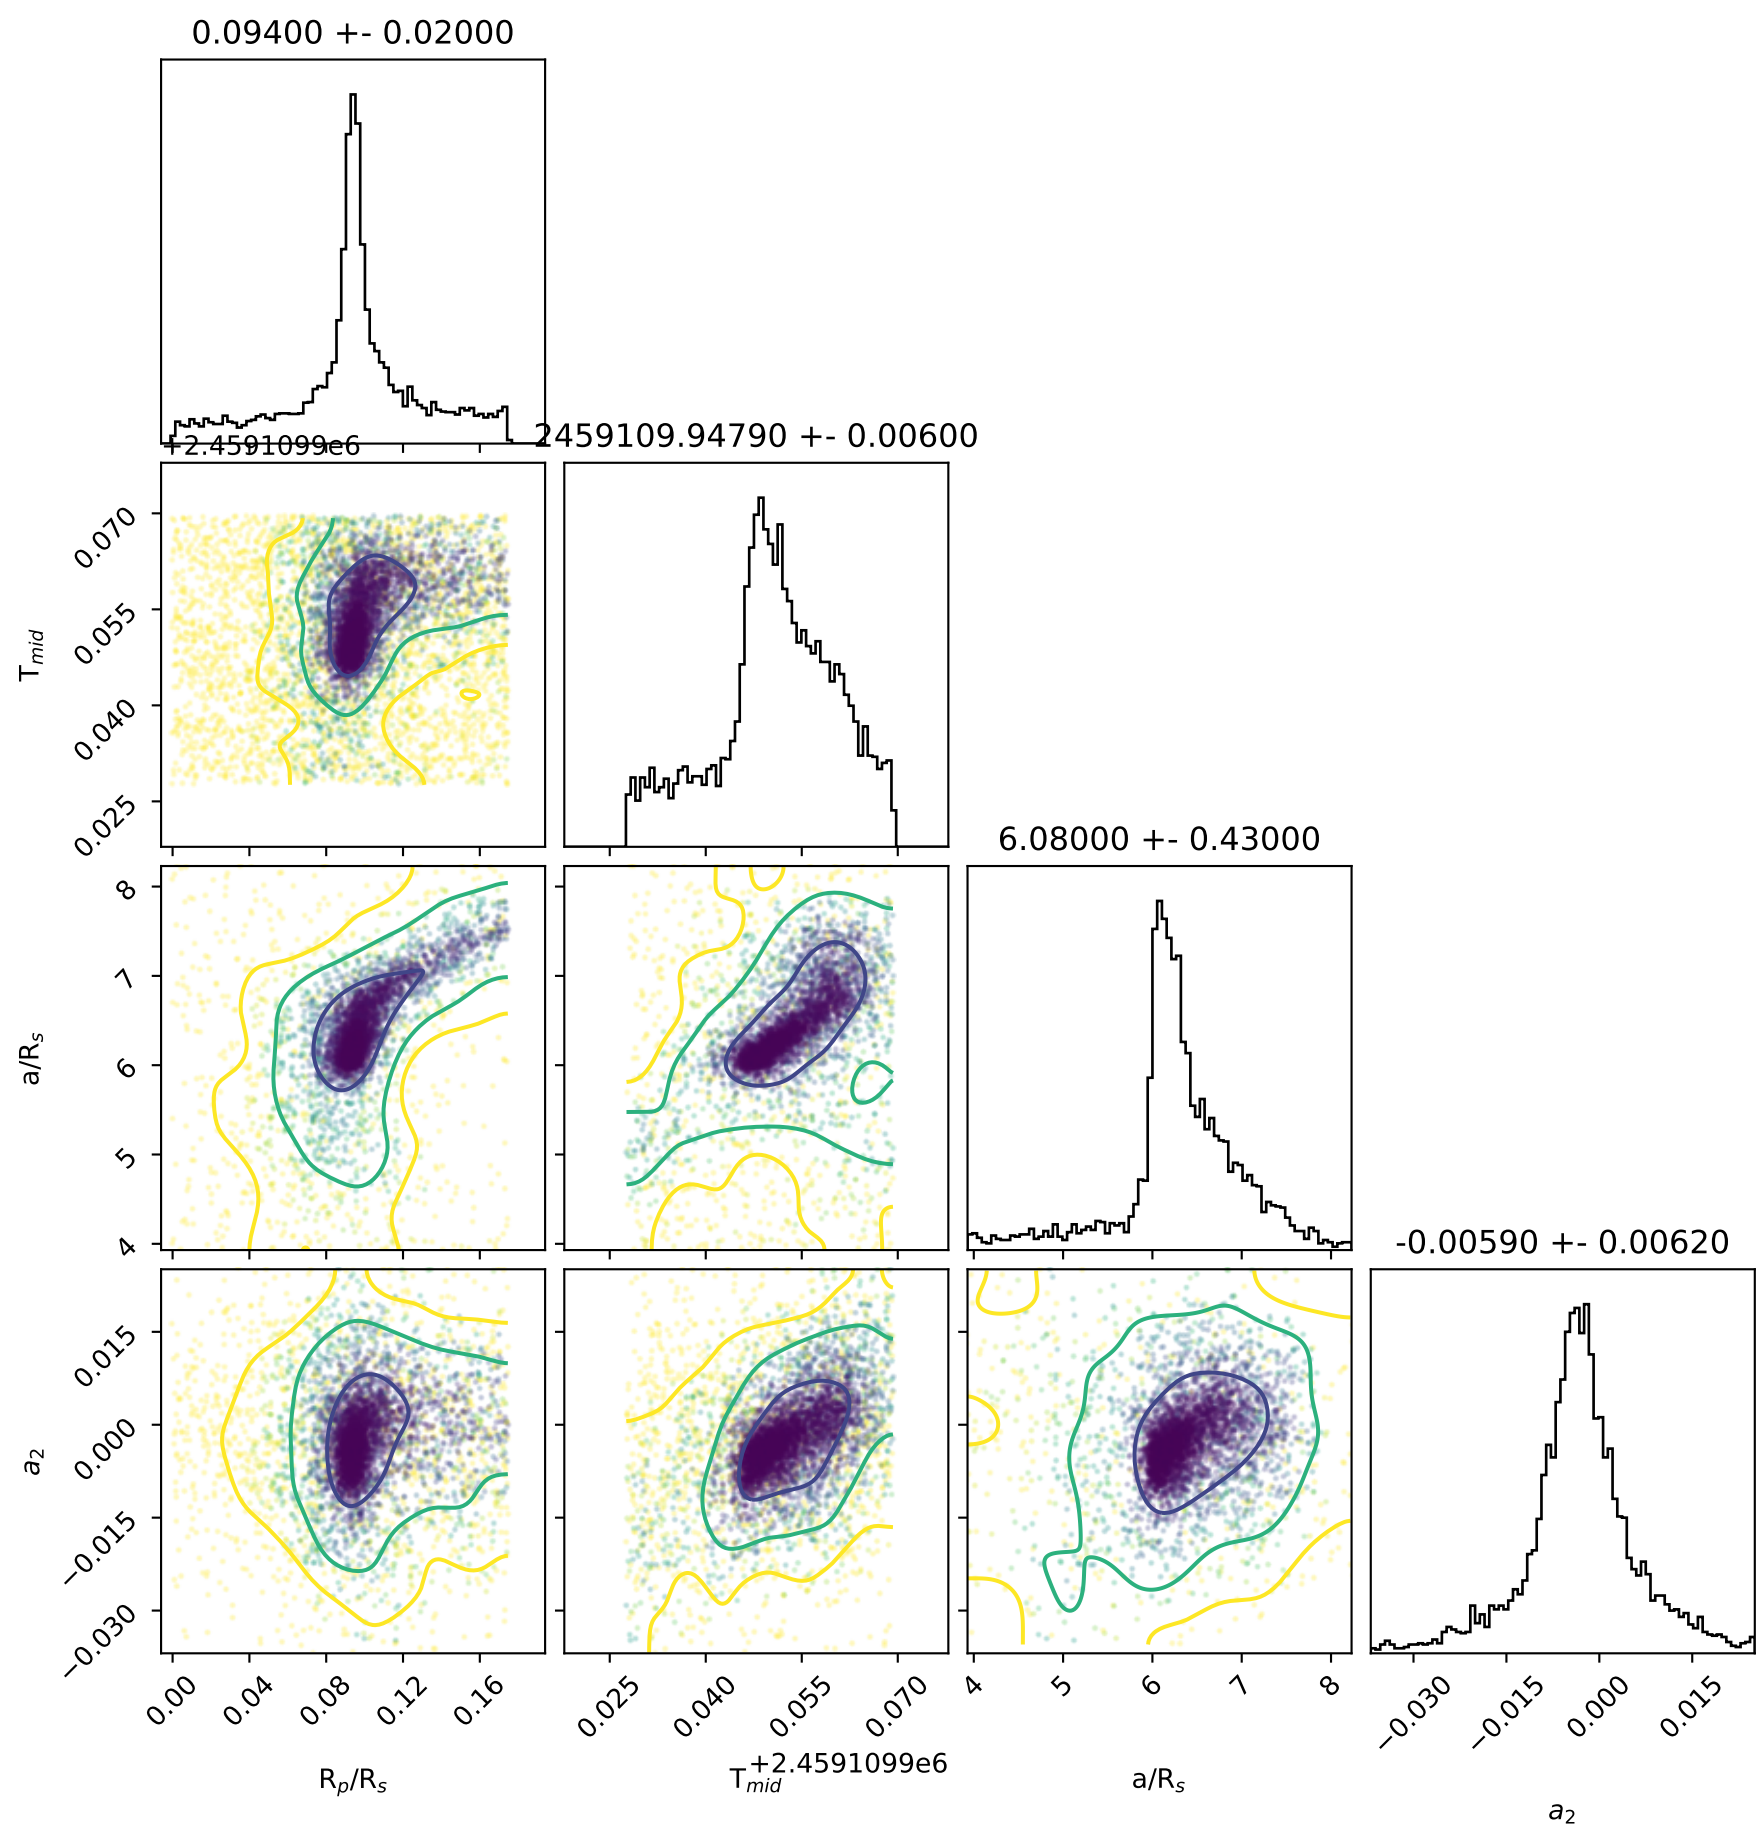 0.09400 +- 0.02000
+2.4591099e6
2459109.94790 +- 0.00600
0.070
0.055
0.040
0.025
T_mid
6.08000 +- 0.43000
8
7
6
5
4
a/R_s
-0.00590 +- 0.00620
0.015
0.000
−0.015
−0.030
a_2
0.00 0.04 0.08 0.12 0.16
0.025 0.040 0.055 0.070
4 5 6 7 8
−0.030 −0.015 0.000 0.015
+2.4591099e6
R_p/R_s
T_mid
a/R_s
a_2